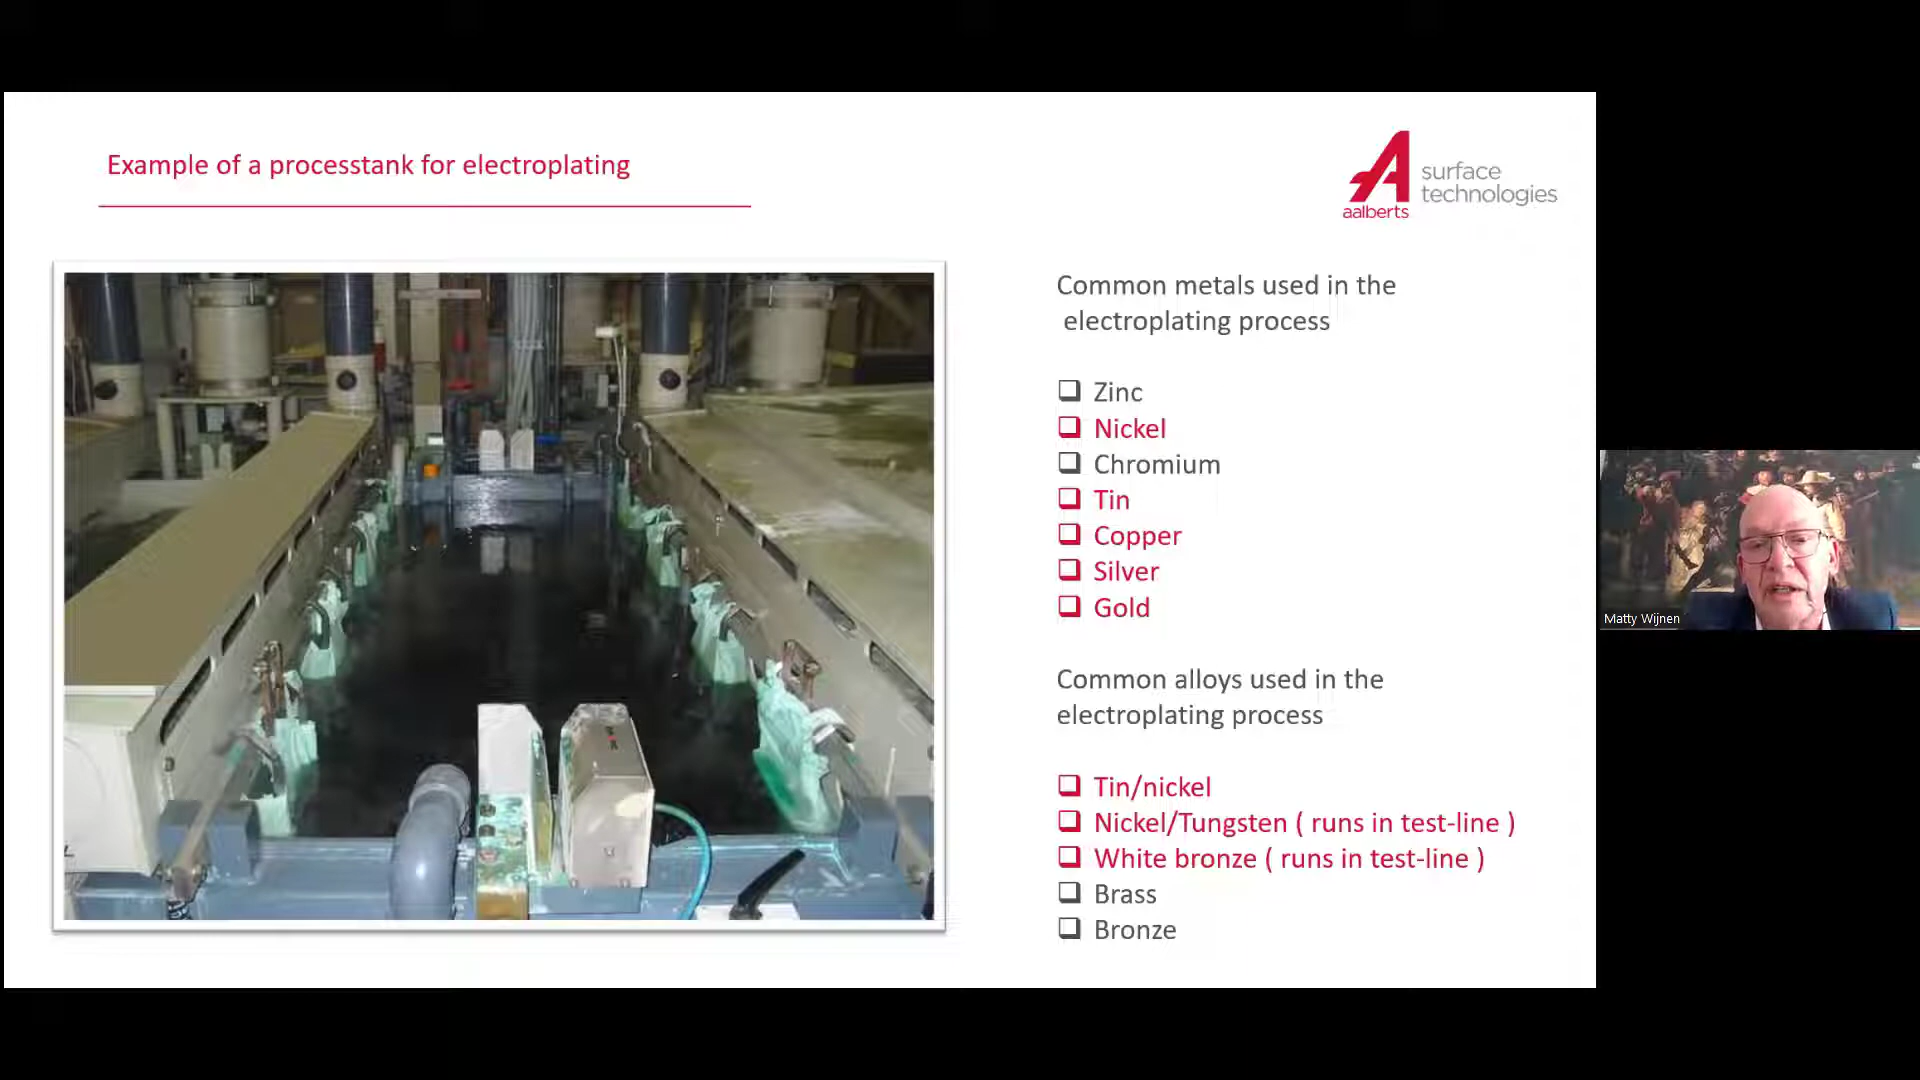 Example of a processtank for electroplating
surface
technologies
aalberts
Common metals used in the
electroplating process
Zinc
Nickel
Chromium
Tin
Copper
Silver
Gold
Common alloys used in the
electroplating process
Tin/nickel
Nickel/Tungsten ( runs in test-line )
White bronze ( runs in test-line )
Brass
Bronze
Matty Wijnen